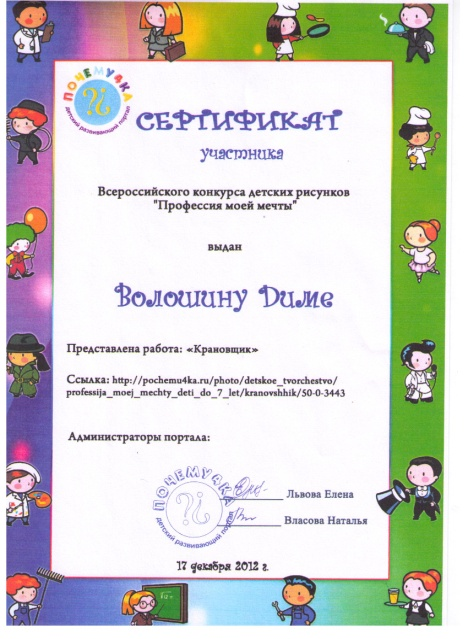 ПОЧЕМУ4КА
детский развивающий портал
СЕРТИФИКАТ
участника
Всероссийского конкурса детских рисунков
"Профессия моей мечты"
выдан
Волошину Диме
Представлена работа: «Крановщик»
Ссылка: http://pochemu4ka.ru/photo/detskoe_tvorchestvo/
professija_moej_mechty_deti_do_7_let/kranovshhik/50-0-3443
Администраторы портала:
ПОЧЕМУ4КА
детский развивающий портал
Львова Елена
Власова Наталья
17 декабря 2012 г.